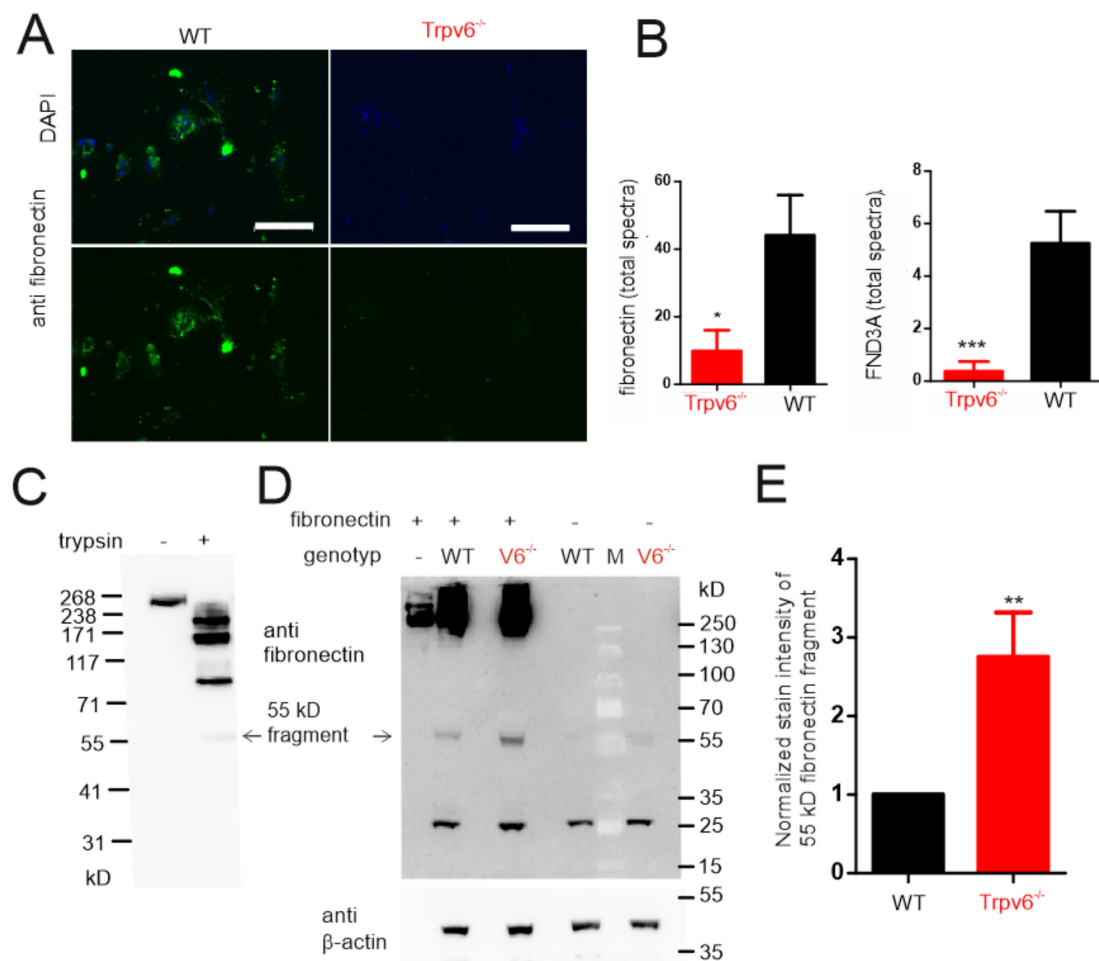 A
WT
Trpv6-/-
DAPI
anti fibronectin
B
fibronectin (total spectra)
60
40
20
0
*
Trpv6-/-
WT
FND3A (total spectra)
8
6
4
2
0
***
Trpv6-/-
WT
C
trypsin - +
268
238
171
117
71
55
41
31
kD
anti
fibronectin
55 kD
fragment
D
fibronectin + + + - -
genotyp - WT V6-/- WT M V6-/-
kD
250
130
100
70
55
35
25
15
anti
β-actin
55
35
E
Normalized stain intensity of
55 kD fibronectin fragment
4
3
2
1
0
**
WT
Trpv6-/-